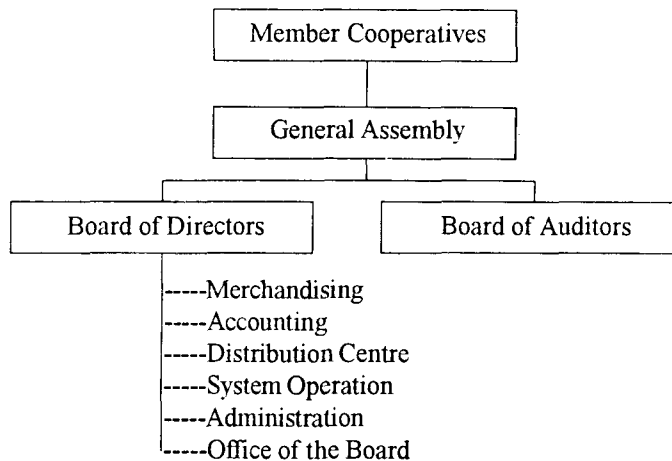 Member Cooperatives
General Assembly
Board of Directors
Board of Auditors
Merchandising
Accounting
Distribution Centre
System Operation
Administration
Office of the Board